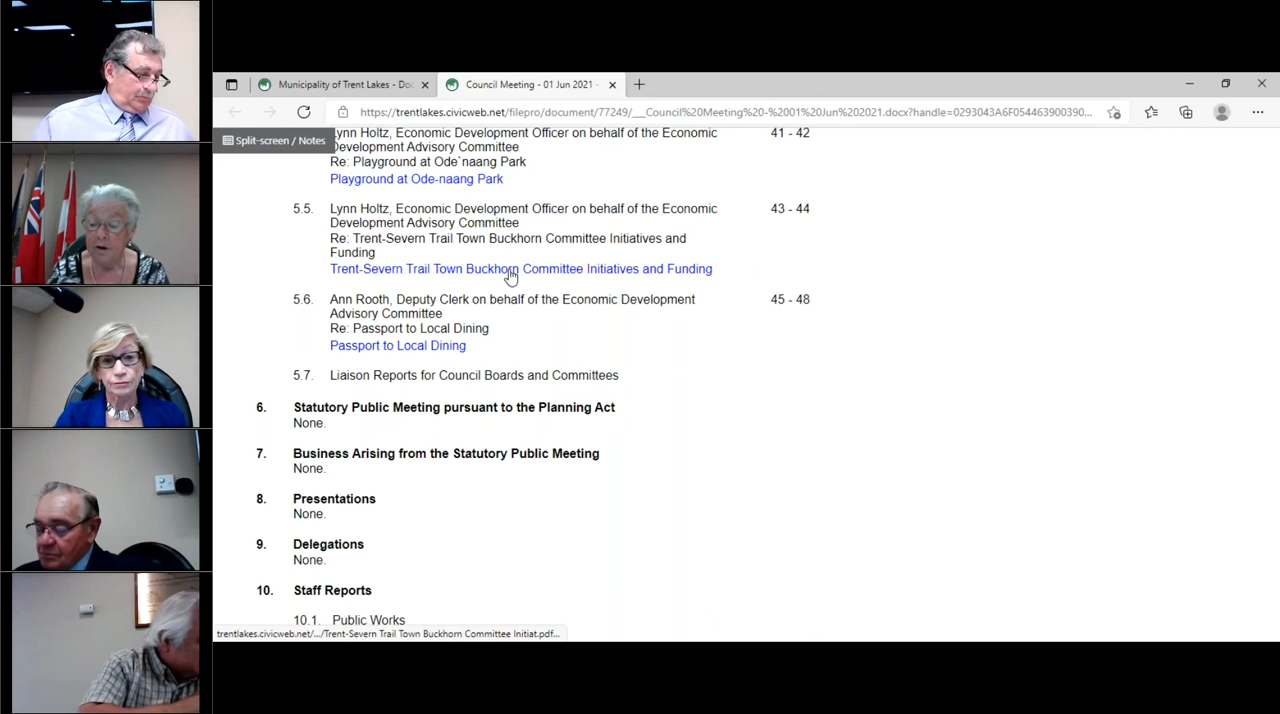 Municipality of Trent Lakes - Doc
Council Meeting - 01 Jun 2021 -
https://trentlakes.civicweb.net/filepro/document/77249/___Council%20Meeting%20-%2001%20Jun%202021.docx?handle=0293043A6F054463900390...
Split-screen / Notes
Lynn Holtz, Economic Development Officer on behalf of the Economic 41 - 42
Development Advisory Committee
Re: Playground at Ode`naang Park
Playground at Ode-naang Park
5.5. Lynn Holtz, Economic Development Officer on behalf of the Economic 43 - 44
Development Advisory Committee
Re: Trent-Severn Trail Town Buckhorn Committee Initiatives and
Funding
Trent-Severn Trail Town Buckhorn Committee Initiatives and Funding
5.6. Ann Rooth, Deputy Clerk on behalf of the Economic Development 45 - 48
Advisory Committee
Re: Passport to Local Dining
Passport to Local Dining
5.7. Liaison Reports for Council Boards and Committees
6. Statutory Public Meeting pursuant to the Planning Act
None.
7. Business Arising from the Statutory Public Meeting
None.
8. Presentations
None.
9. Delegations
None.
10. Staff Reports
10.1. Public Works
trentlakes.civicweb.net/.../Trent-Severn Trail Town Buckhorn Committee Initiat.pdf...